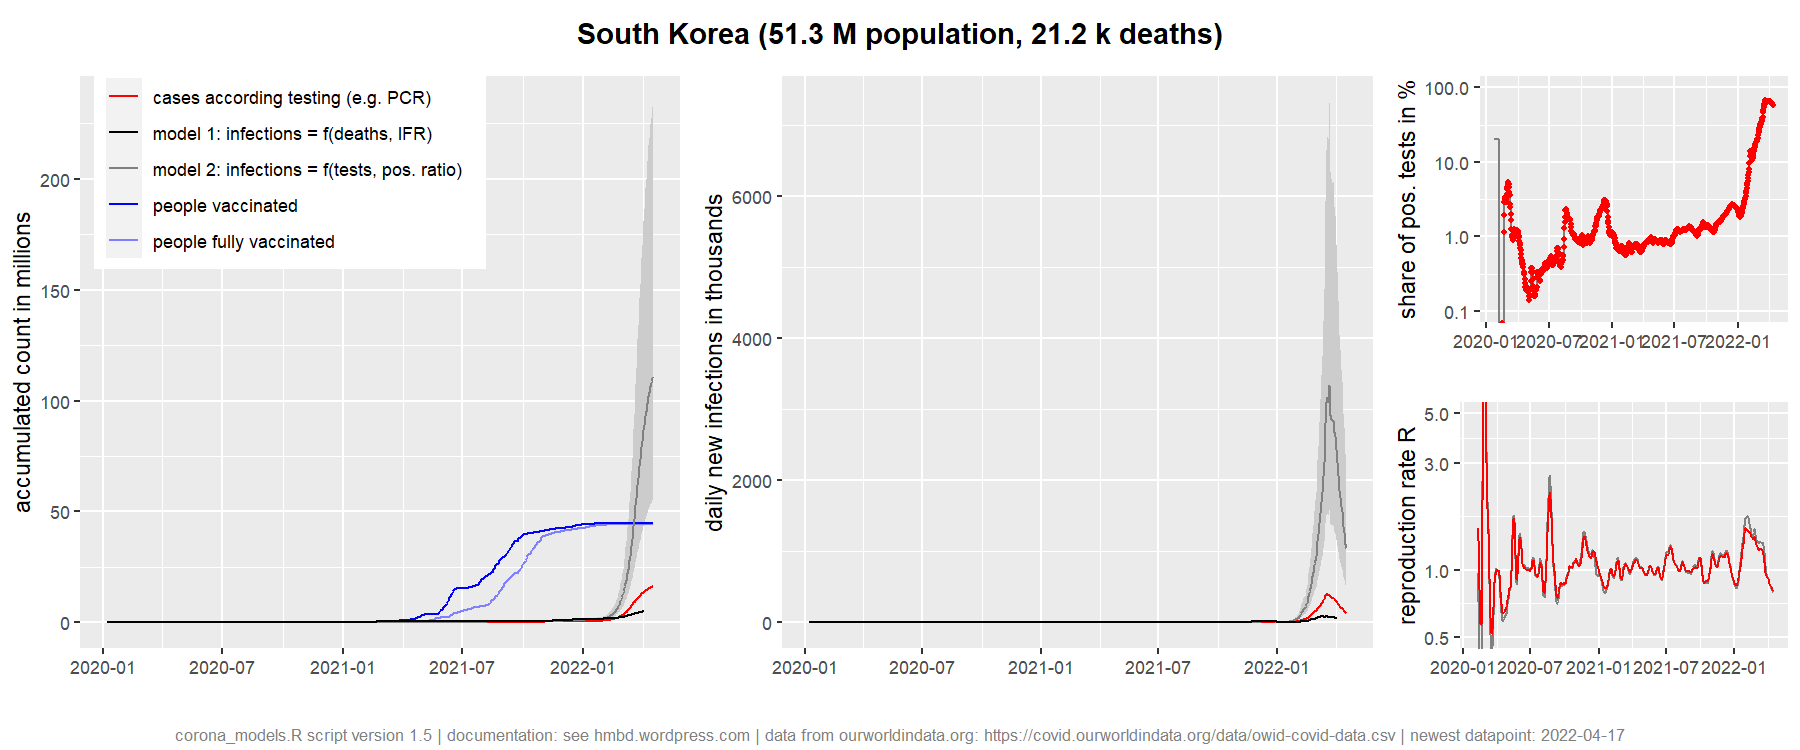 South Korea (51.3 M population, 21.2 k deaths)
accumulated count in millions
cases according testing (e.g. PCR)
model 1: infections = f(deaths, IFR)
model 2: infections = f(tests, pos. ratio)
people vaccinated
people fully vaccinated
200
150
100
50
0
2020-01 2020-07 2021-01 2021-07 2022-01
daily new infections in thousands
6000
4000
2000
0
2020-01 2020-07 2021-01 2021-07 2022-01
share of pos. tests in %
100.0
10.0
1.0
0.1
2020-01 2020-07 2021-01 2021-07 2022-01
reproduction rate R
5.0
3.0
1.0
0.5
2020-01 2020-07 2021-01 2021-07 2022-01
corona_models.R script version 1.5 | documentation: see hmbd.wordpress.com | data from ourworldindata.org: https://covid.ourworldindata.org/data/owid-covid-data.csv | newest datapoint: 2022-04-17